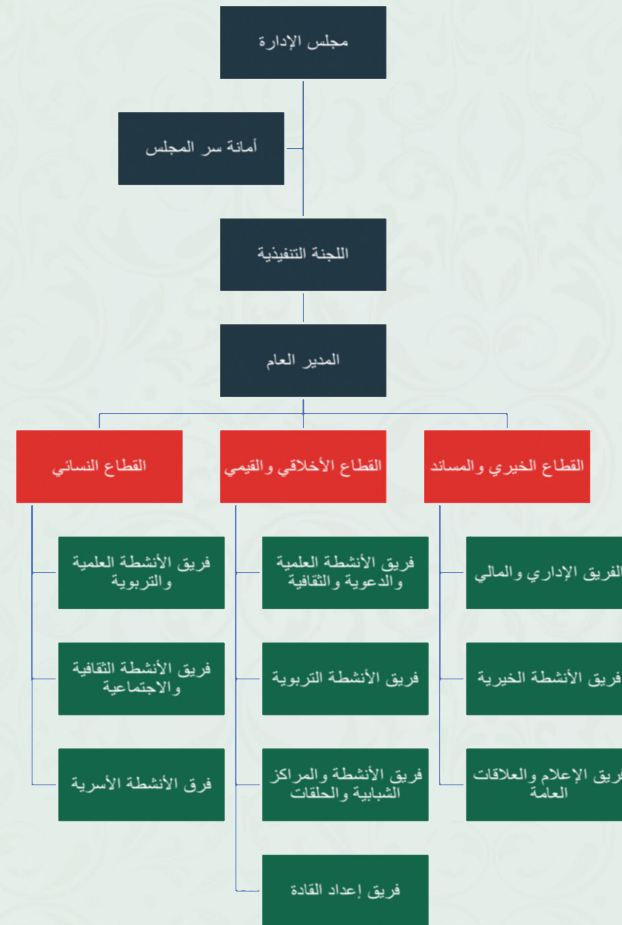 مجلس الإدارة
أمانة سر المجلس
اللجنة التنفيذية
المدير العام
القطاع الخيري والمساند
القطاع الأخلاقي والقيمي
القطاع النسائي
الفريق الإداري والمالي
فريق الأنشطة الخيرية
فريق الإعلام والعلاقات
العامة
فريق الأنشطة العلمية
والدعوية والثقافية
فريق الأنشطة التربوية
فريق الأنشطة والمراكز
الشبابية والحلقات
فريق إعداد القادة
فريق الأنشطة العلمية
والتربوية
فريق الأنشطة الثقافية
والاجتماعية
فرق الأنشطة الأسرية